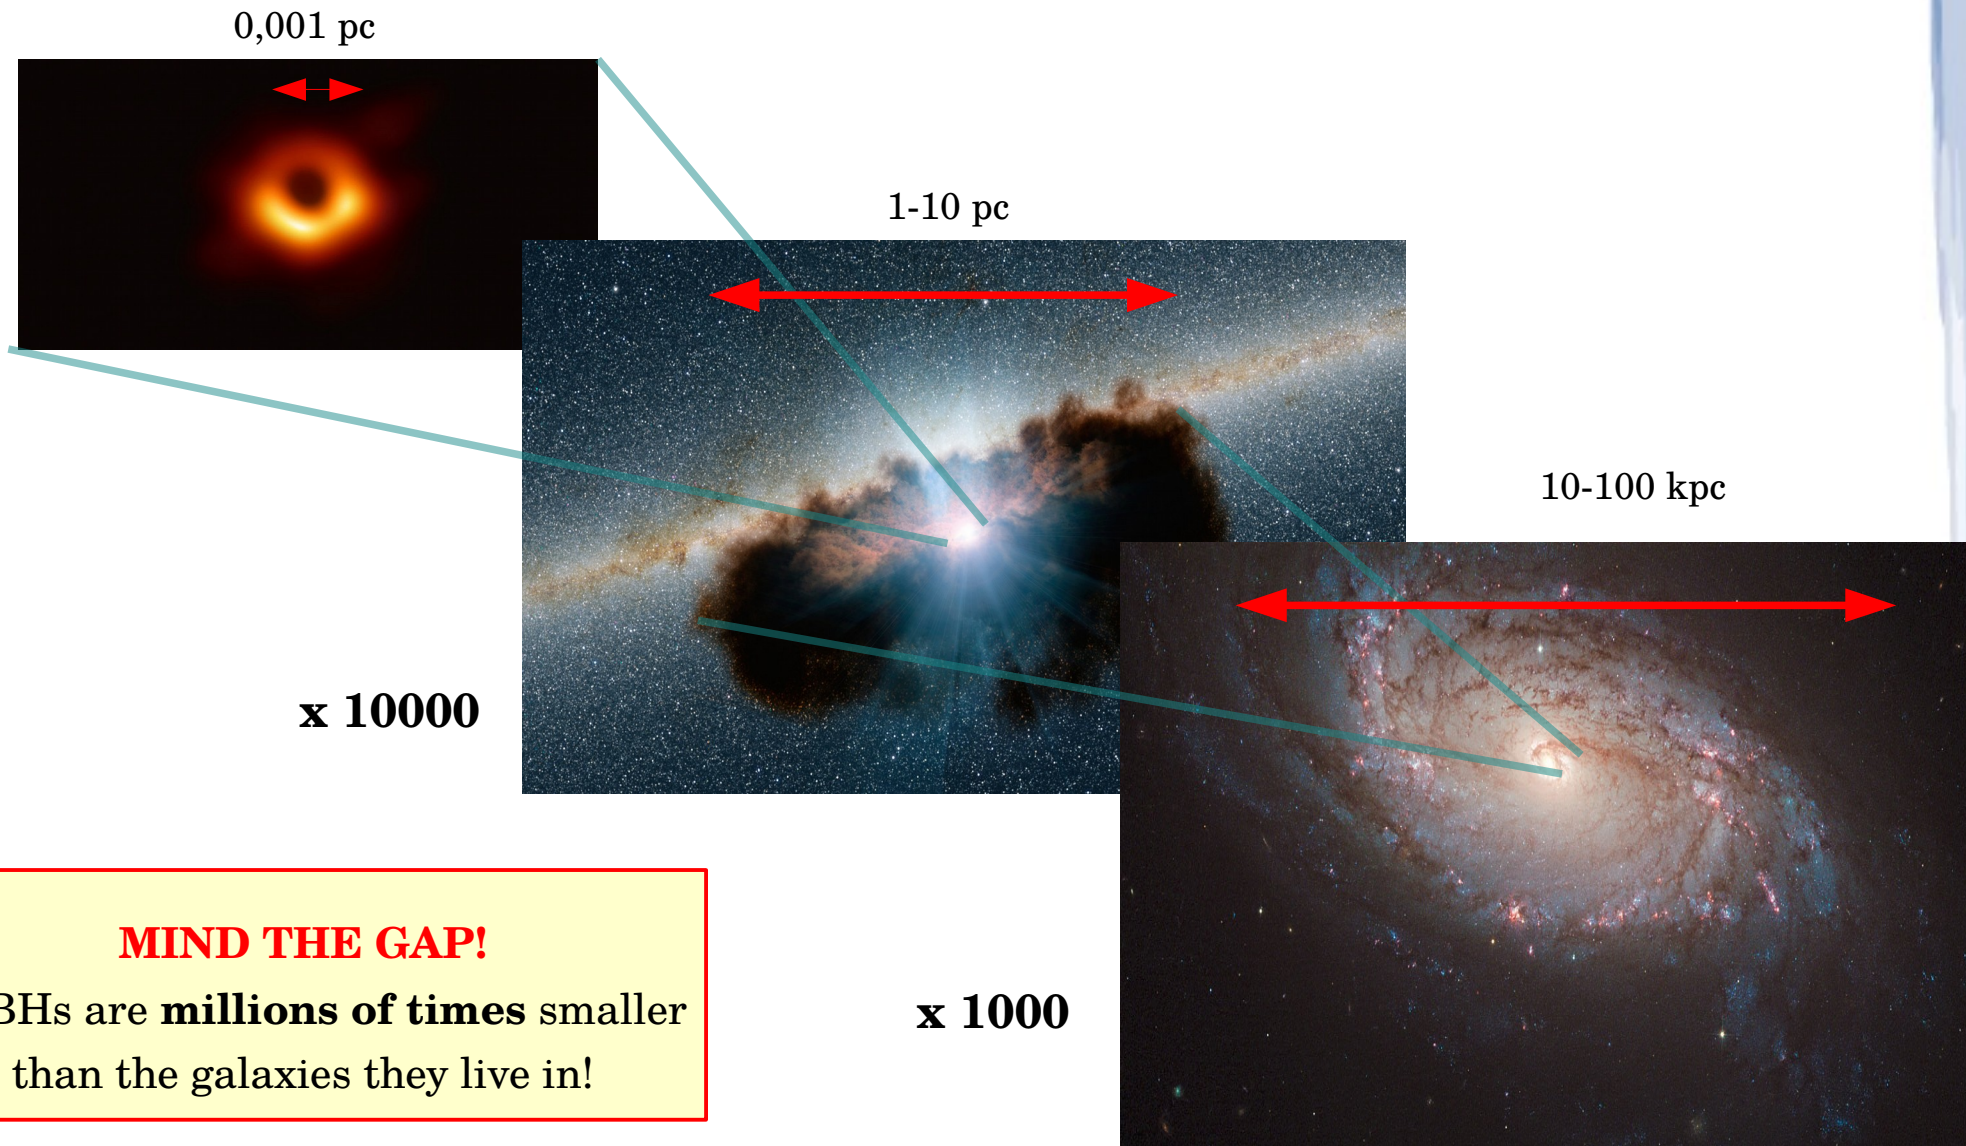 0,001 pc
1-10 pc
10-100 kpc
x 10000
MIND THE GAP!
BHs are millions of times smaller
than the galaxies they live in!
x 1000